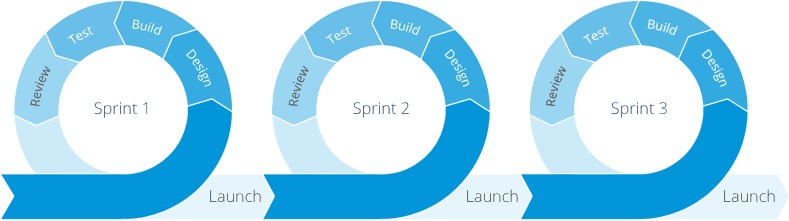 Review
Test
Build
Design
Sprint 1
Launch
Review
Test
Build
Design
Sprint 2
Launch
Review
Test
Build
Design
Sprint 3
Launch